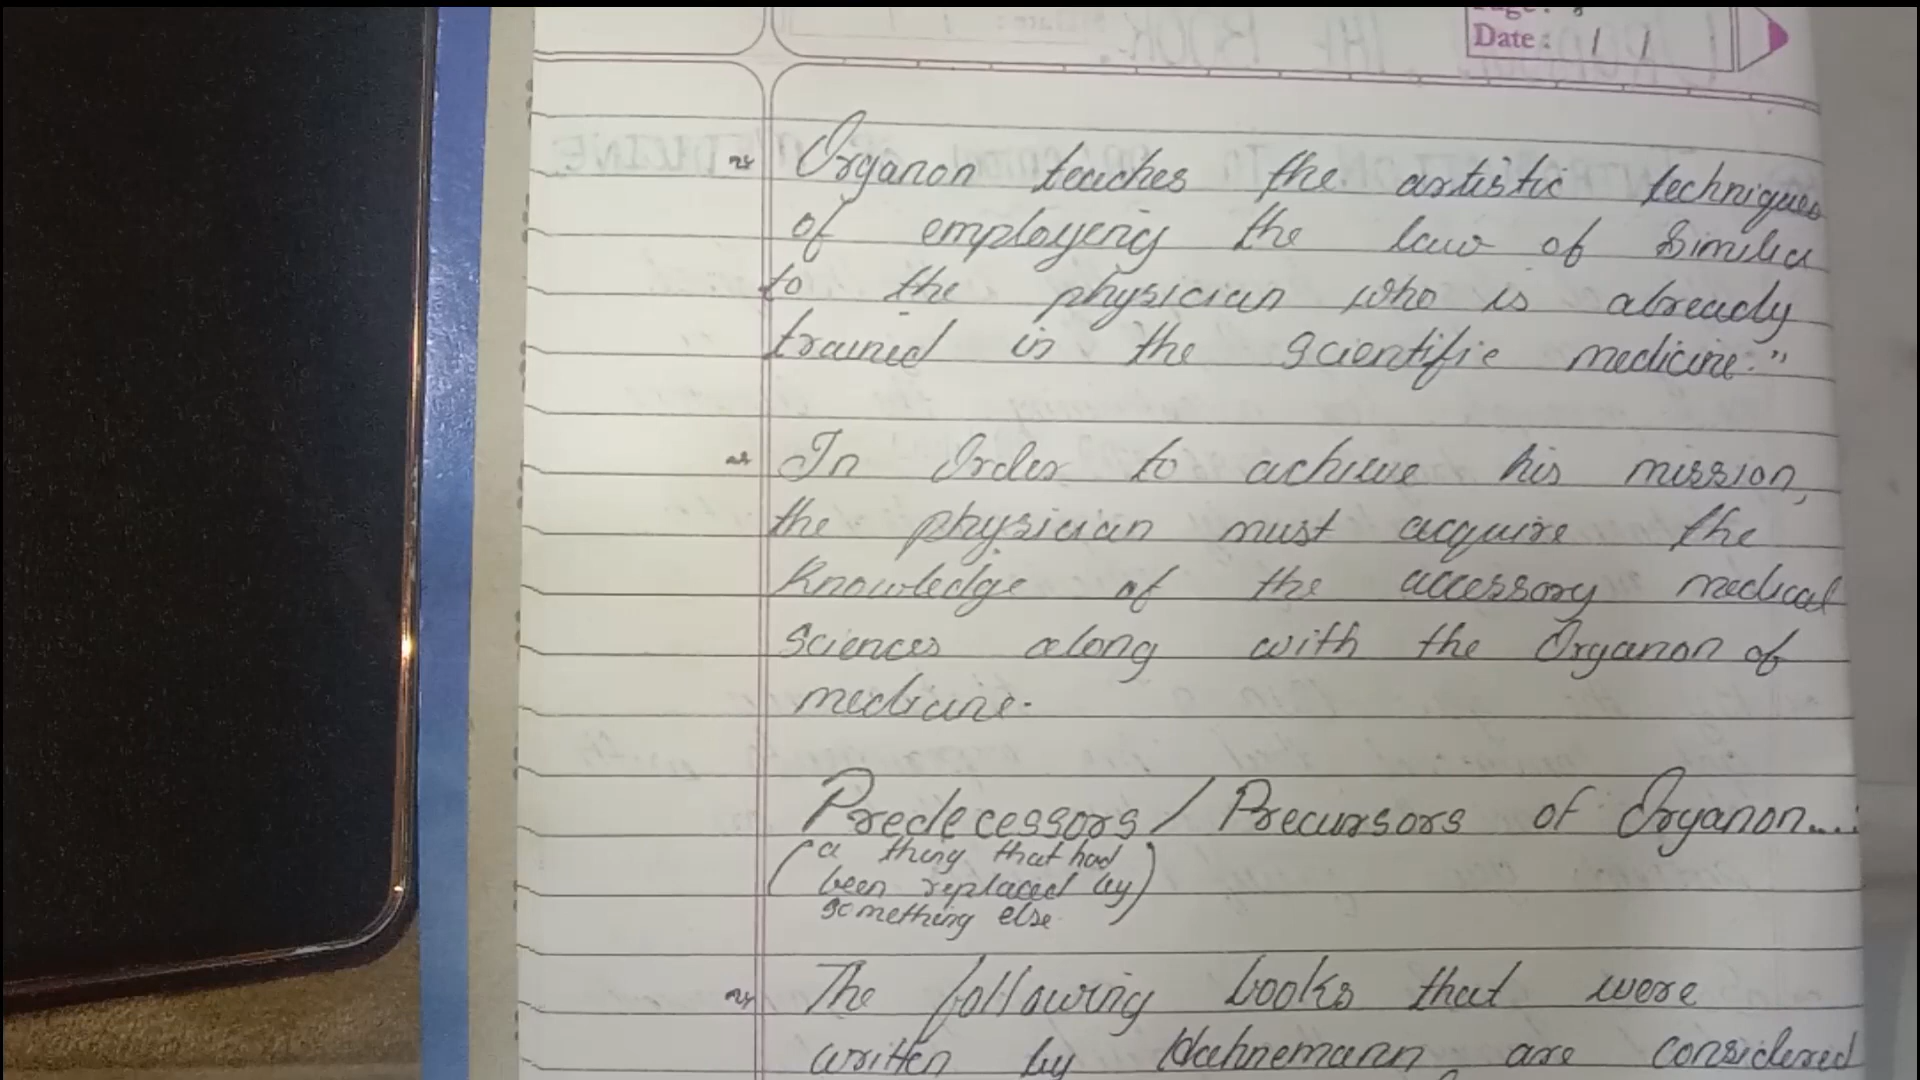 Date : / /
Organon teaches the artistic techniques
of employing the law of Similia
to the physician who is already
trained in the scientific medicine."
In Order to achieve his mission,
the physician must acquire the
knowledge of the accessory medical
Sciences along with the Organon of
medicine.
Predecessors / Precursors of Organon....
(a thing that had
been replaced by)
something else
The following books that were
written by Hahnemann are considered